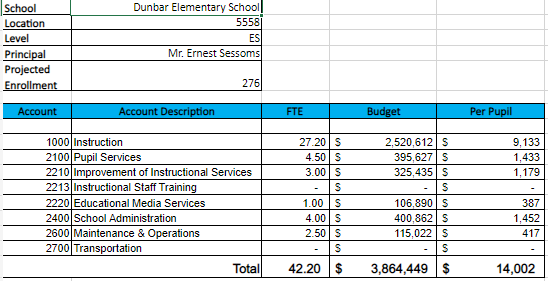 School Dunbar Elementary School
Location 5558
Level ES
Principal Mr. Ernest Sessoms
Projected
Enrollment 276
Account Account Description FTE Budget Per Pupil
1000 Instruction 27.20 $ 2,520,612 $ 9,133
2100 Pupil Services 4.50 $ 395,627 $ 1,433
2210 Improvement of Instructional Services 3.00 $ 325,435 $ 1,179
2213 Instructional Staff Training - $ - $ -
2220 Educational Media Services 1.00 $ 106,890 $ 387
2400 School Administration 4.00 $ 400,862 $ 1,452
2600 Maintenance & Operations 2.50 $ 115,022 $ 417
2700 Transportation - $ - $ -
Total 42.20 $ 3,864,449 $ 14,002